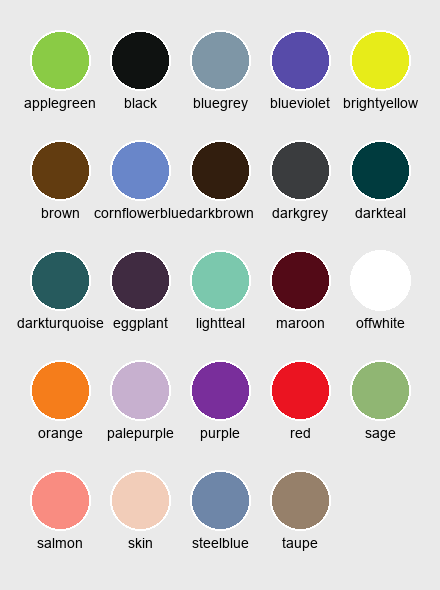 applegreen black bluegrey blueviolet brightyellow
brown cornflowerblue darkbrown darkgrey darkteal
darkturquoise eggplant lightteal maroon offwhite
orange palepurple purple red sage
salmon skin steelblue taupe